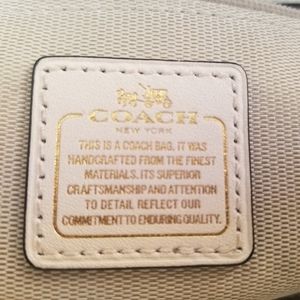 COACH
NEW YORK
THIS IS A COACH BAG. IT WAS
HANDCRAFTED FROM THE FINEST
MATERIALS. ITS SUPERIOR
CRAFTSMANSHIP AND ATTENTION
TO DETAIL REFLECT OUR
COMMITMENT TO ENDURING QUALITY.